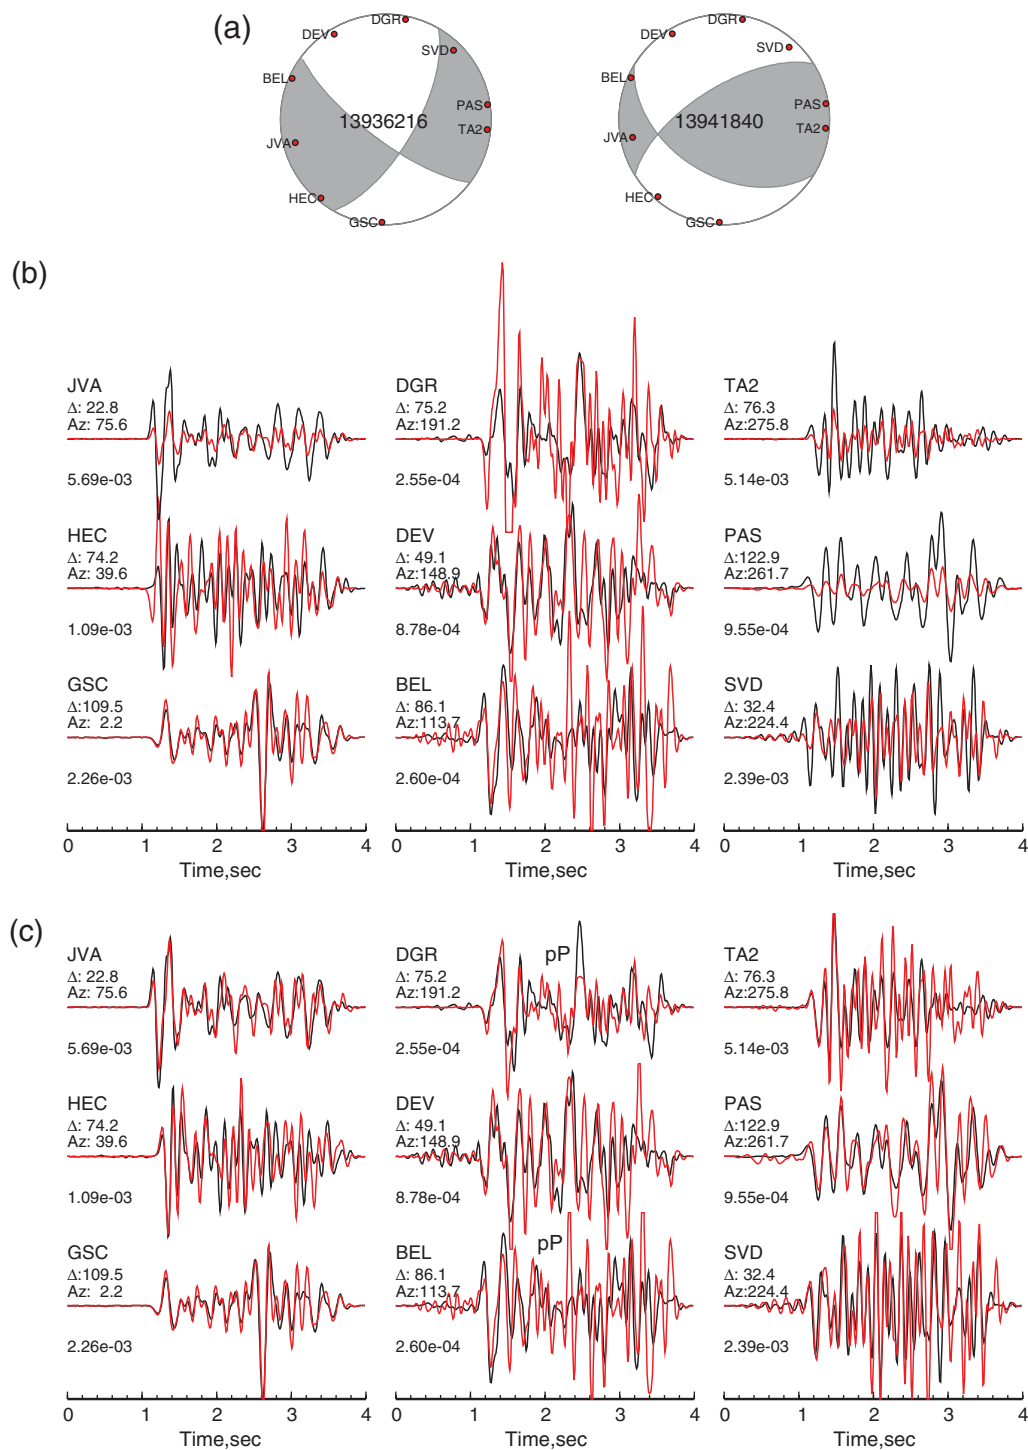 (a)
DGR
DEV
SVD
BEL
PAS
13936216
TA2
JVA
HEC
GSC
DGR
DEV
SVD
BEL
PAS
13941840
TA2
JVA
HEC
GSC
(b)
JVA
Δ: 22.8
Az: 75.6
5.69e-03
HEC
Δ: 74.2
Az: 39.6
1.09e-03
GSC
Δ:109.5
Az: 2.2
2.26e-03
0 1 2 3 4
Time,sec
DGR
Δ: 75.2
Az:191.2
2.55e-04
DEV
Δ: 49.1
Az:148.9
8.78e-04
BEL
Δ: 86.1
Az:113.7
2.60e-04
0 1 2 3 4
Time,sec
TA2
Δ: 76.3
Az:275.8
5.14e-03
PAS
Δ:122.9
Az:261.7
9.55e-04
SVD
Δ: 32.4
Az:224.4
2.39e-03
0 1 2 3 4
Time,sec
(c)
JVA
Δ: 22.8
Az: 75.6
5.69e-03
HEC
Δ: 74.2
Az: 39.6
1.09e-03
GSC
Δ:109.5
Az: 2.2
2.26e-03
0 1 2 3 4
Time,sec
DGR
pP
Δ: 75.2
Az:191.2
2.55e-04
DEV
Δ: 49.1
Az:148.9
8.78e-04
BEL
pP
Δ: 86.1
Az:113.7
2.60e-04
0 1 2 3 4
Time,sec
TA2
Δ: 76.3
Az:275.8
5.14e-03
PAS
Δ:122.9
Az:261.7
9.55e-04
SVD
Δ: 32.4
Az:224.4
2.39e-03
0 1 2 3 4
Time,sec